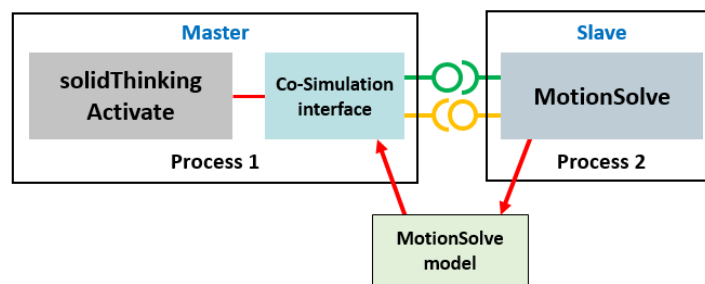 Master
solidThinking
Activate
Co-Simulation
interface
Process 1
Slave
MotionSolve
Process 2
MotionSolve
model